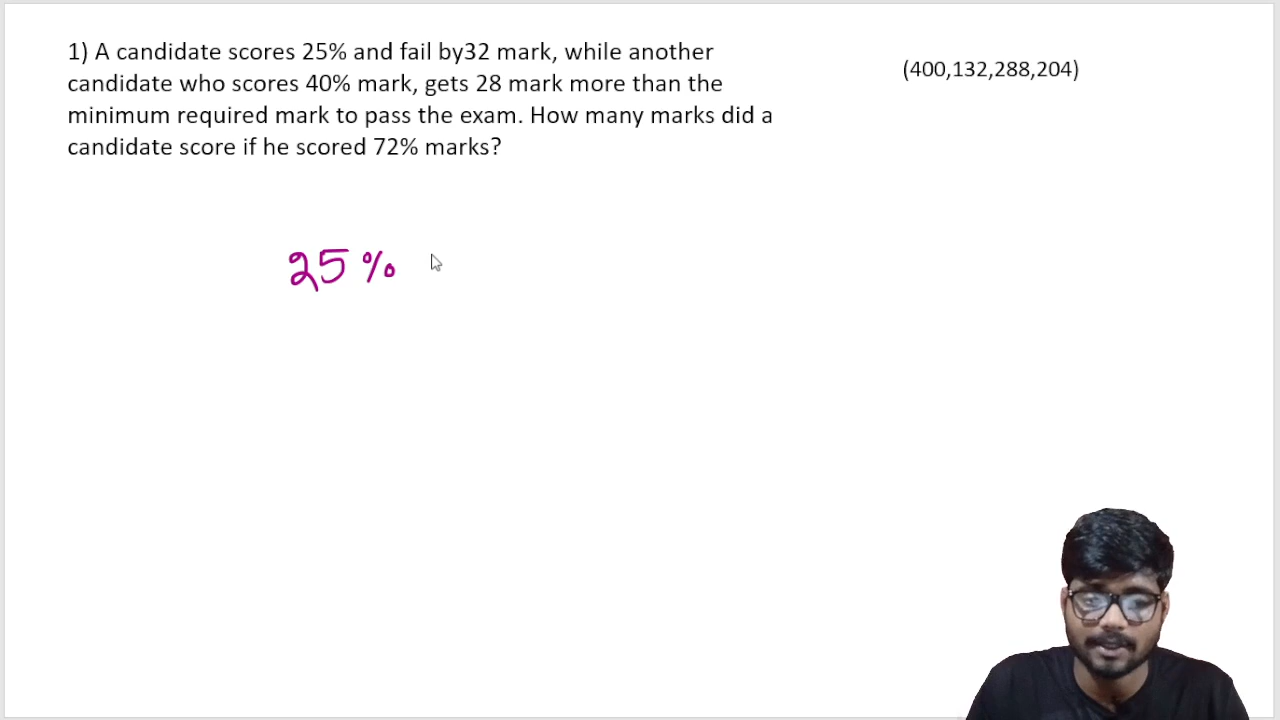 1) A candidate scores 25% and fail by32 mark, while another
candidate who scores 40% mark, gets 28 mark more than the
minimum required mark to pass the exam. How many marks did a
candidate score if he scored 72% marks?
(400,132,288,204)
25%